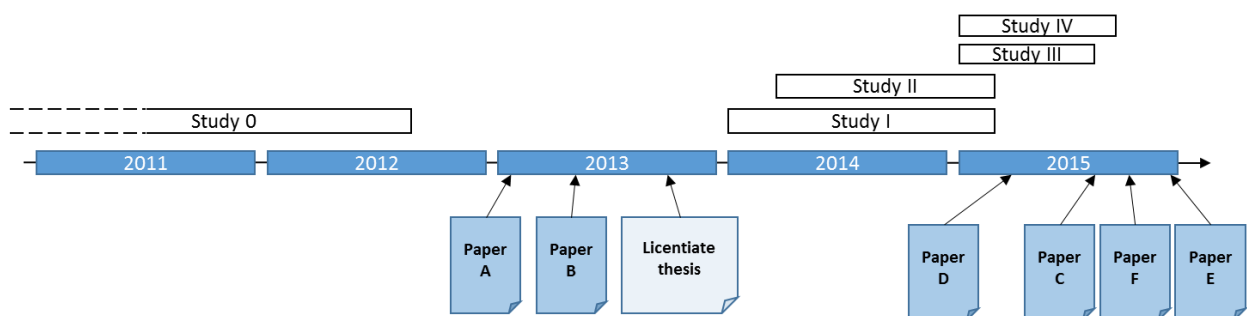 Study IV
Study III
Study II
Study 0
Study I
2011
2012
2013
2014
2015
Paper
A
Paper
B
Licentiate
thesis
Paper
D
Paper
C
Paper
F
Paper
E